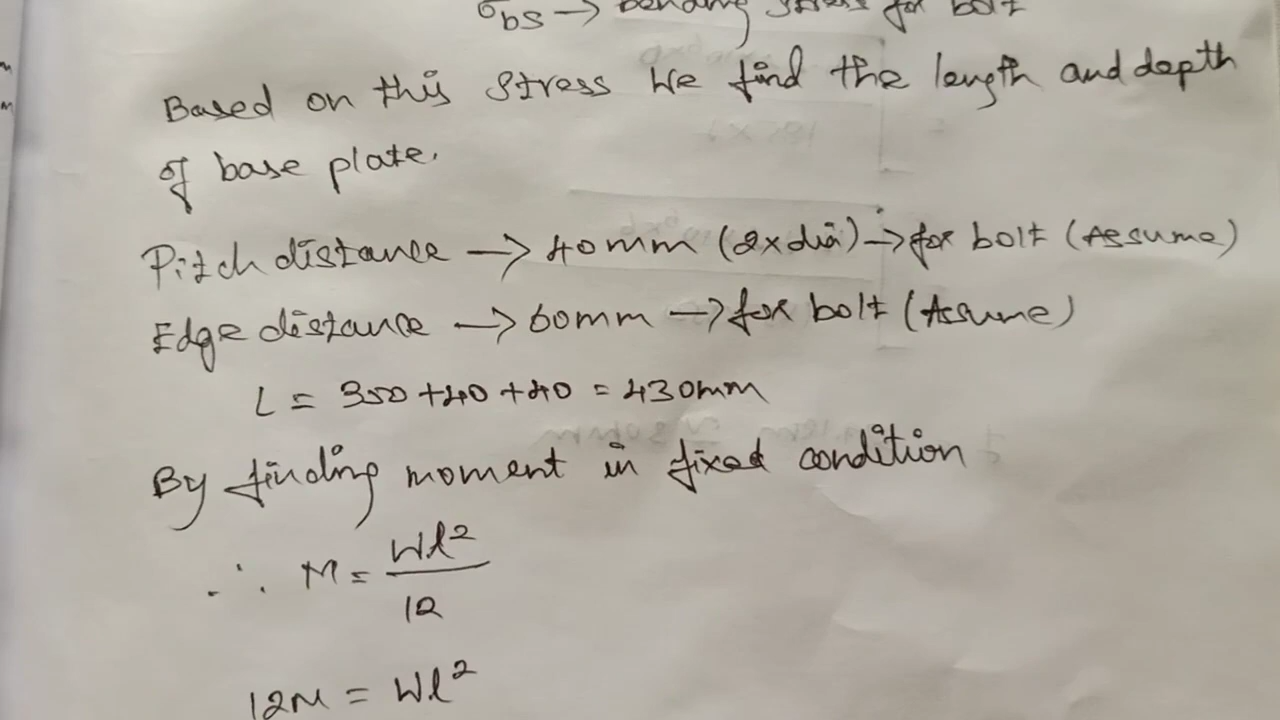 σbs → bending stress for bolt
Based on this stress We find the length and depth
of base plate.
Pitch distance → 40mm (2xdia) → for bolt (Assume)
Edge distance → 60mm → for bolt (Assume)
L = 350 + 40 + 40 = 430mm
By finding moment in fixed condition
∴ M = Wl²/12
12M = Wl²